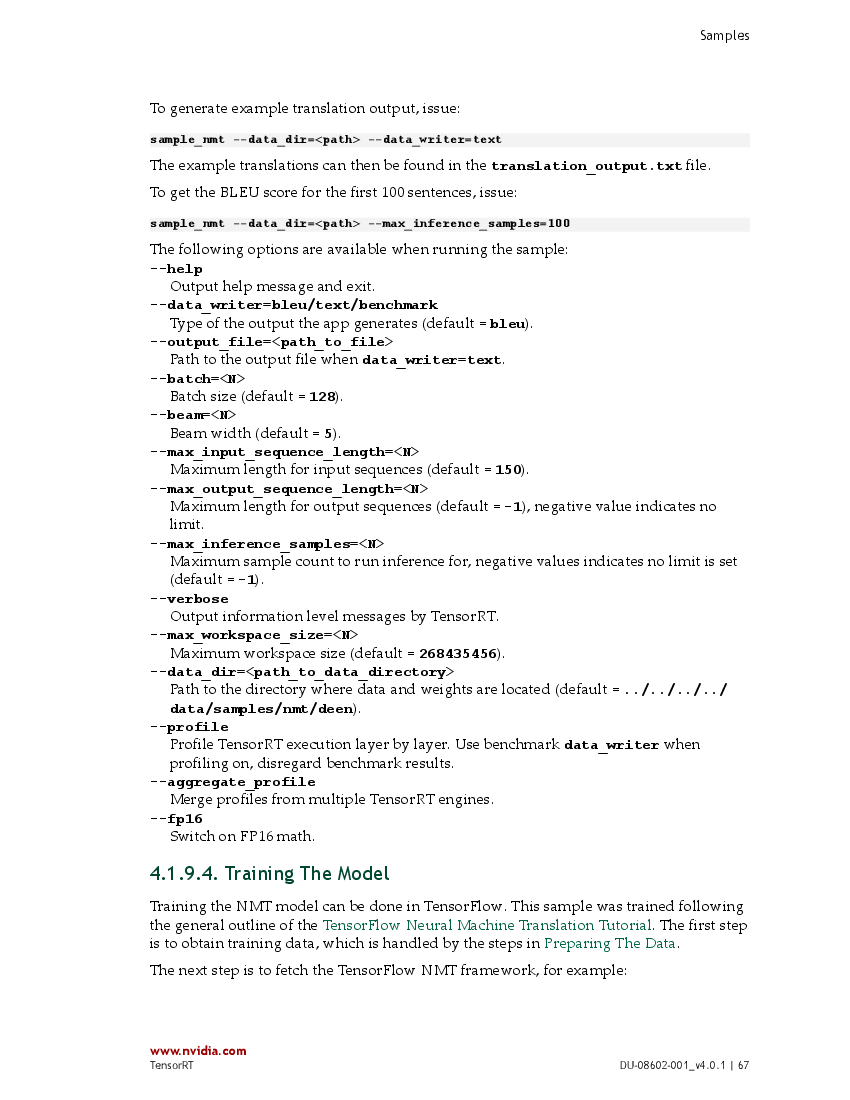 Samples
To generate example translation output, issue:
sample_nmt --data_dir=<path> --data_writer=text
The example translations can then be found in the translation_output.txt file.
To get the BLEU score for the first 100 sentences, issue:
sample_nmt --data_dir=<path> --max_inference_samples=100
The following options are available when running the sample:
--help
Output help message and exit.
--data_writer=bleu/text/benchmark
Type of the output the app generates (default = bleu).
--output_file=<path_to_file>
Path to the output file when data_writer=text.
--batch=<N>
Batch size (default = 128).
--beam=<N>
Beam width (default = 5).
--max_input_sequence_length=<N>
Maximum length for input sequences (default = 150).
--max_output_sequence_length=<N>
Maximum length for output sequences (default = -1), negative value indicates no
limit.
--max_inference_samples=<N>
Maximum sample count to run inference for, negative values indicates no limit is set
(default = -1).
--verbose
Output information level messages by TensorRT.
--max_workspace_size=<N>
Maximum workspace size (default = 268435456).
--data_dir=<path_to_data_directory>
Path to the directory where data and weights are located (default = ../../../../
data/samples/nmt/deen).
--profile
Profile TensorRT execution layer by layer. Use benchmark data_writer when
profiling on, disregard benchmark results.
--aggregate_profile
Merge profiles from multiple TensorRT engines.
--fp16
Switch on FP16 math.
4.1.9.4. Training The Model
Training the NMT model can be done in TensorFlow. This sample was trained following
the general outline of the TensorFlow Neural Machine Translation Tutorial. The first step
is to obtain training data, which is handled by the steps in Preparing The Data.
The next step is to fetch the TensorFlow NMT framework, for example:
www.nvidia.com
TensorRT DU-08602-001_v4.0.1 | 67